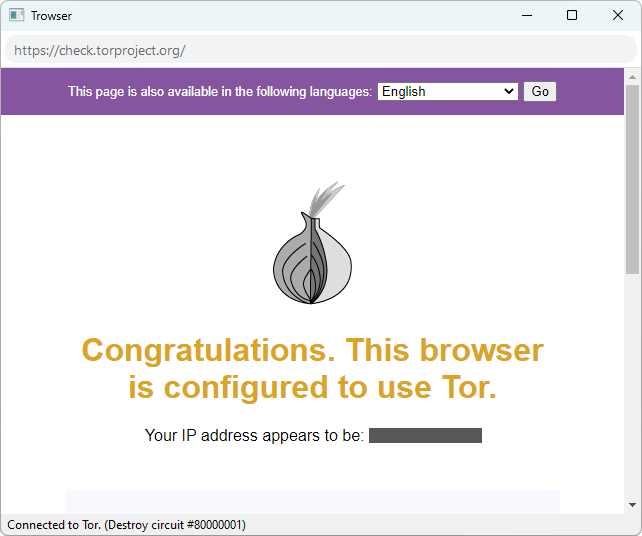 Trowser
https://check.torproject.org/
This page is also available in the following languages: English Go
Congratulations. This browser
is configured to use Tor.
Your IP address appears to be:
Connected to Tor. (Destroy circuit #80000001)